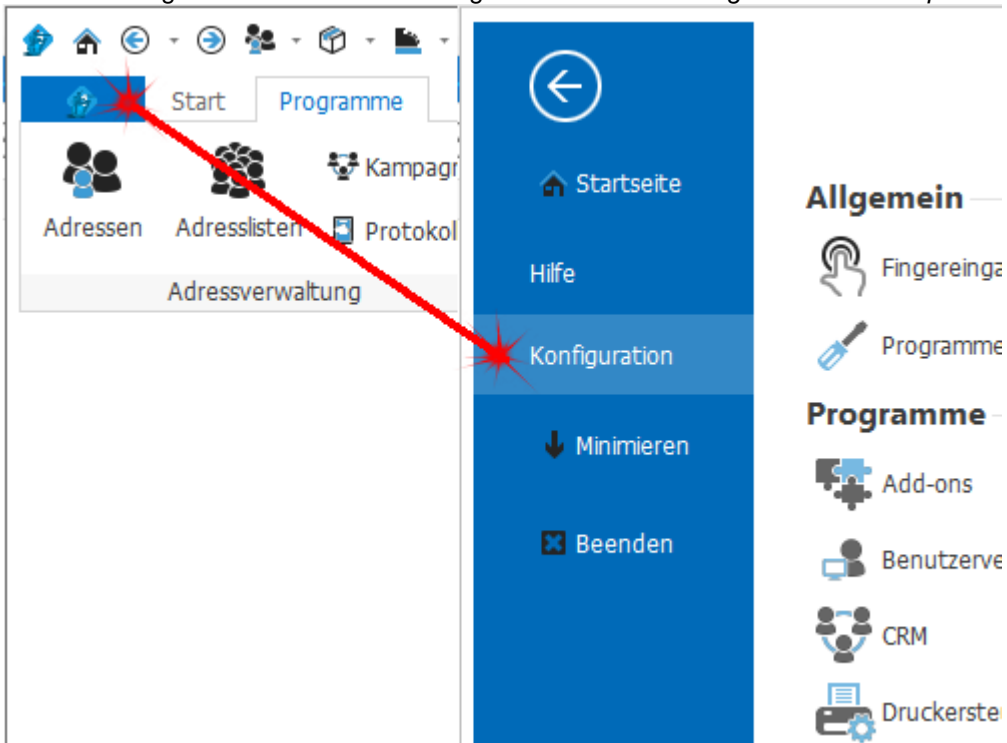 Start Programme
Kampagn
Adressen Adresslisten Protokol
Adressverwaltung
Startseite
Hilfe
Konfiguration
Minimieren
Beenden
Allgemein
Fingereinga
Programme
Programme
Add-ons
Benutzerve
CRM
Druckerste